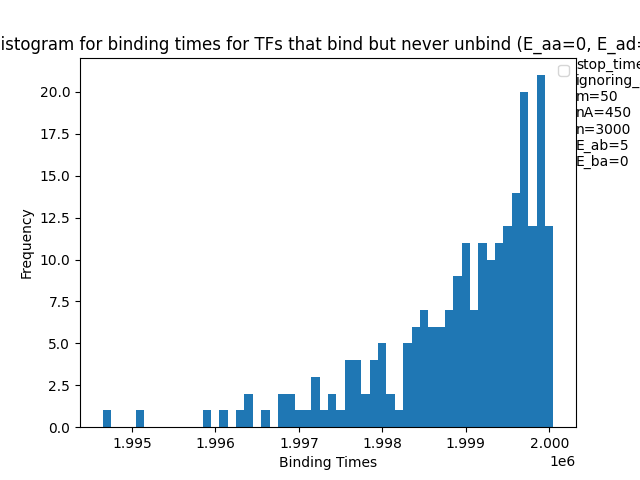 istogram for binding times for TFs that bind but never unbind (E_aa=0, E_ad=
stop_time
ignoring_
m=50
nA=450
n=3000
E_ab=5
E_ba=0
Frequency
20.0
17.5
15.0
12.5
10.0
7.5
5.0
2.5
0.0
1.995 1.996 1.997 1.998 1.999 2.000
1e6
Binding Times